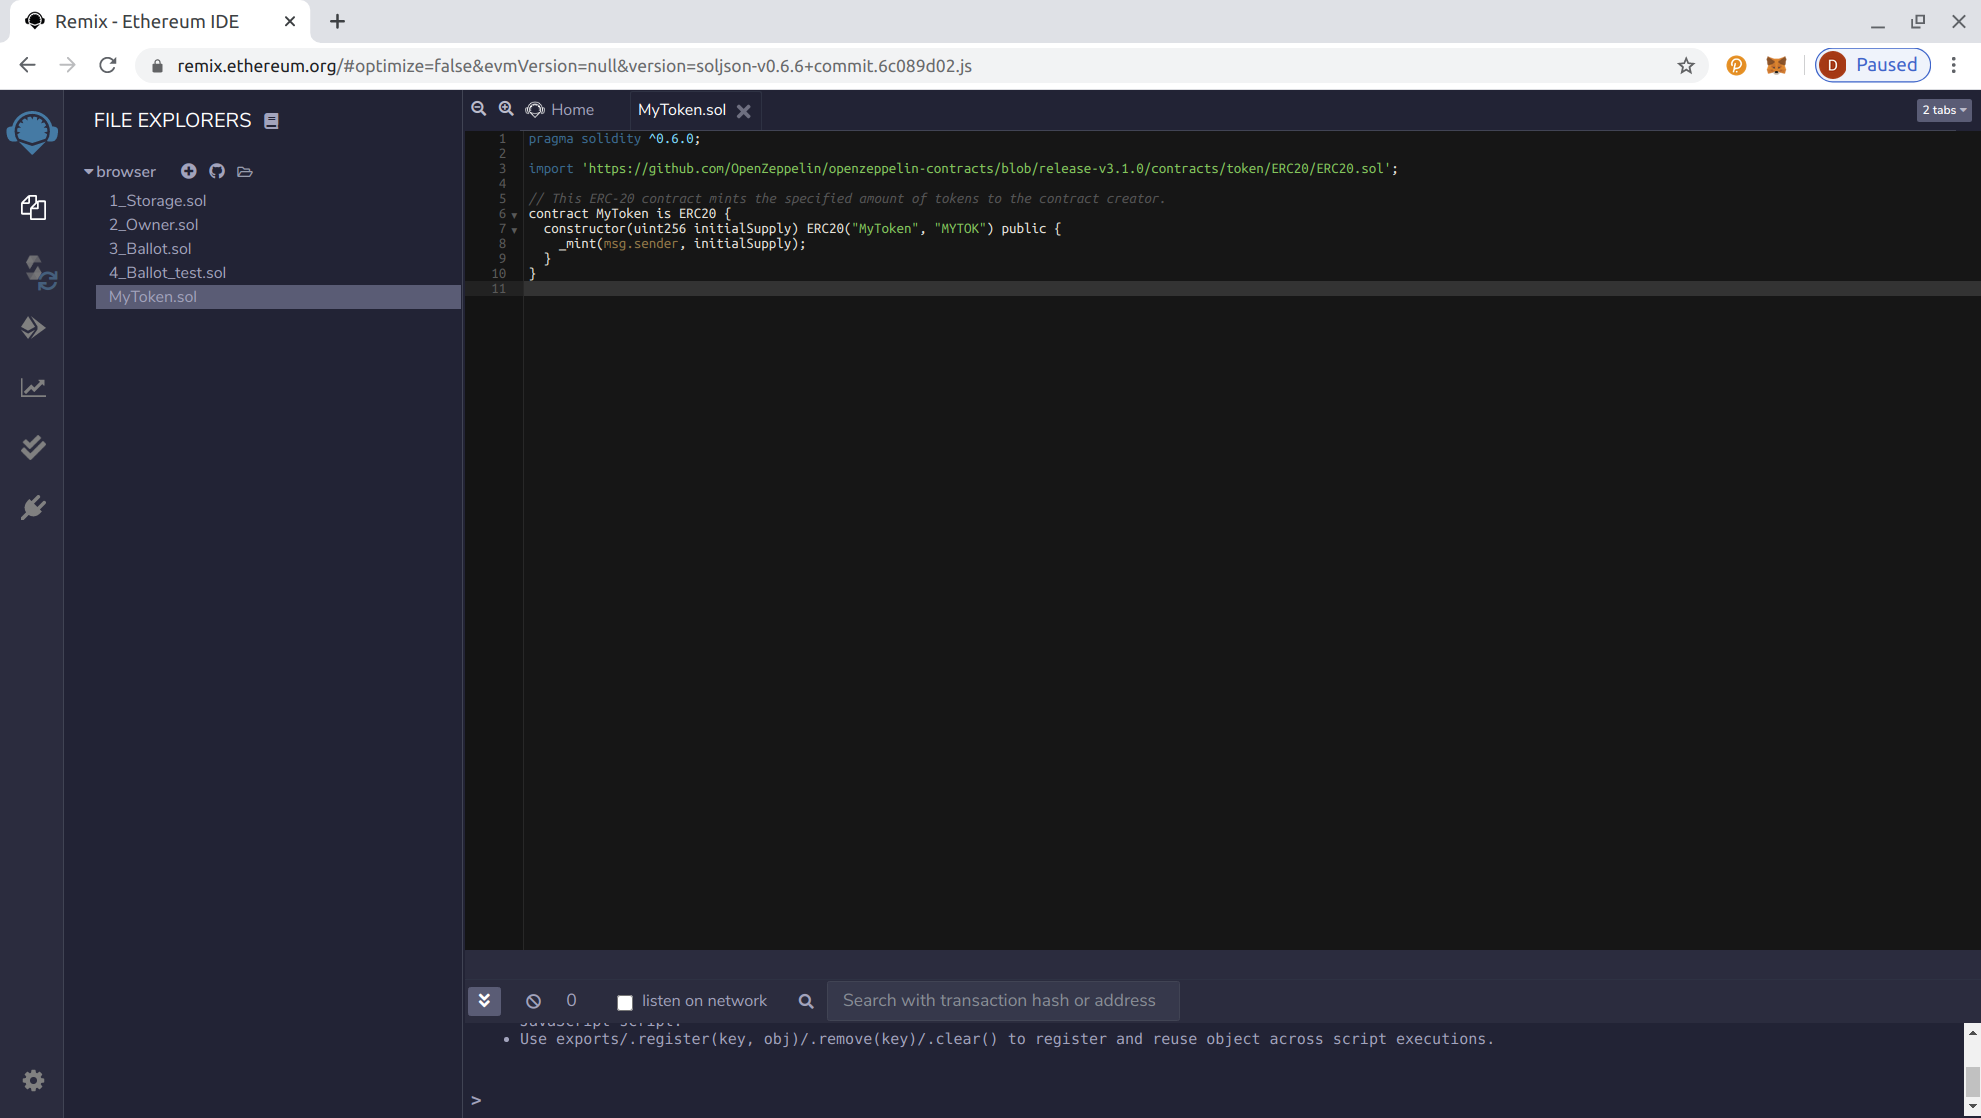 Remix - Ethereum IDE
remix.ethereum.org/#optimize=false&evmVersion=null&version=soljson-v0.6.6+commit.6c089d02.js
D Paused
FILE EXPLORERS
browser
1_Storage.sol
2_Owner.sol
3_Ballot.sol
4_Ballot_test.sol
MyToken.sol
Home
MyToken.sol
2 tabs
1 pragma solidity ^0.6.0;
2
3 import 'https://github.com/OpenZeppelin/openzeppelin-contracts/blob/release-v3.1.0/contracts/token/ERC20/ERC20.sol';
4
5 // This ERC-20 contract mints the specified amount of tokens to the contract creator.
6 contract MyToken is ERC20 {
7 constructor(uint256 initialSupply) ERC20("MyToken", "MYTOK") public {
8 _mint(msg.sender, initialSupply);
9 }
10 }
11
0 listen on network Search with transaction hash or address
JavaScript script.
• Use exports/.register(key, obj)/.remove(key)/.clear() to register and reuse object across script executions.
>